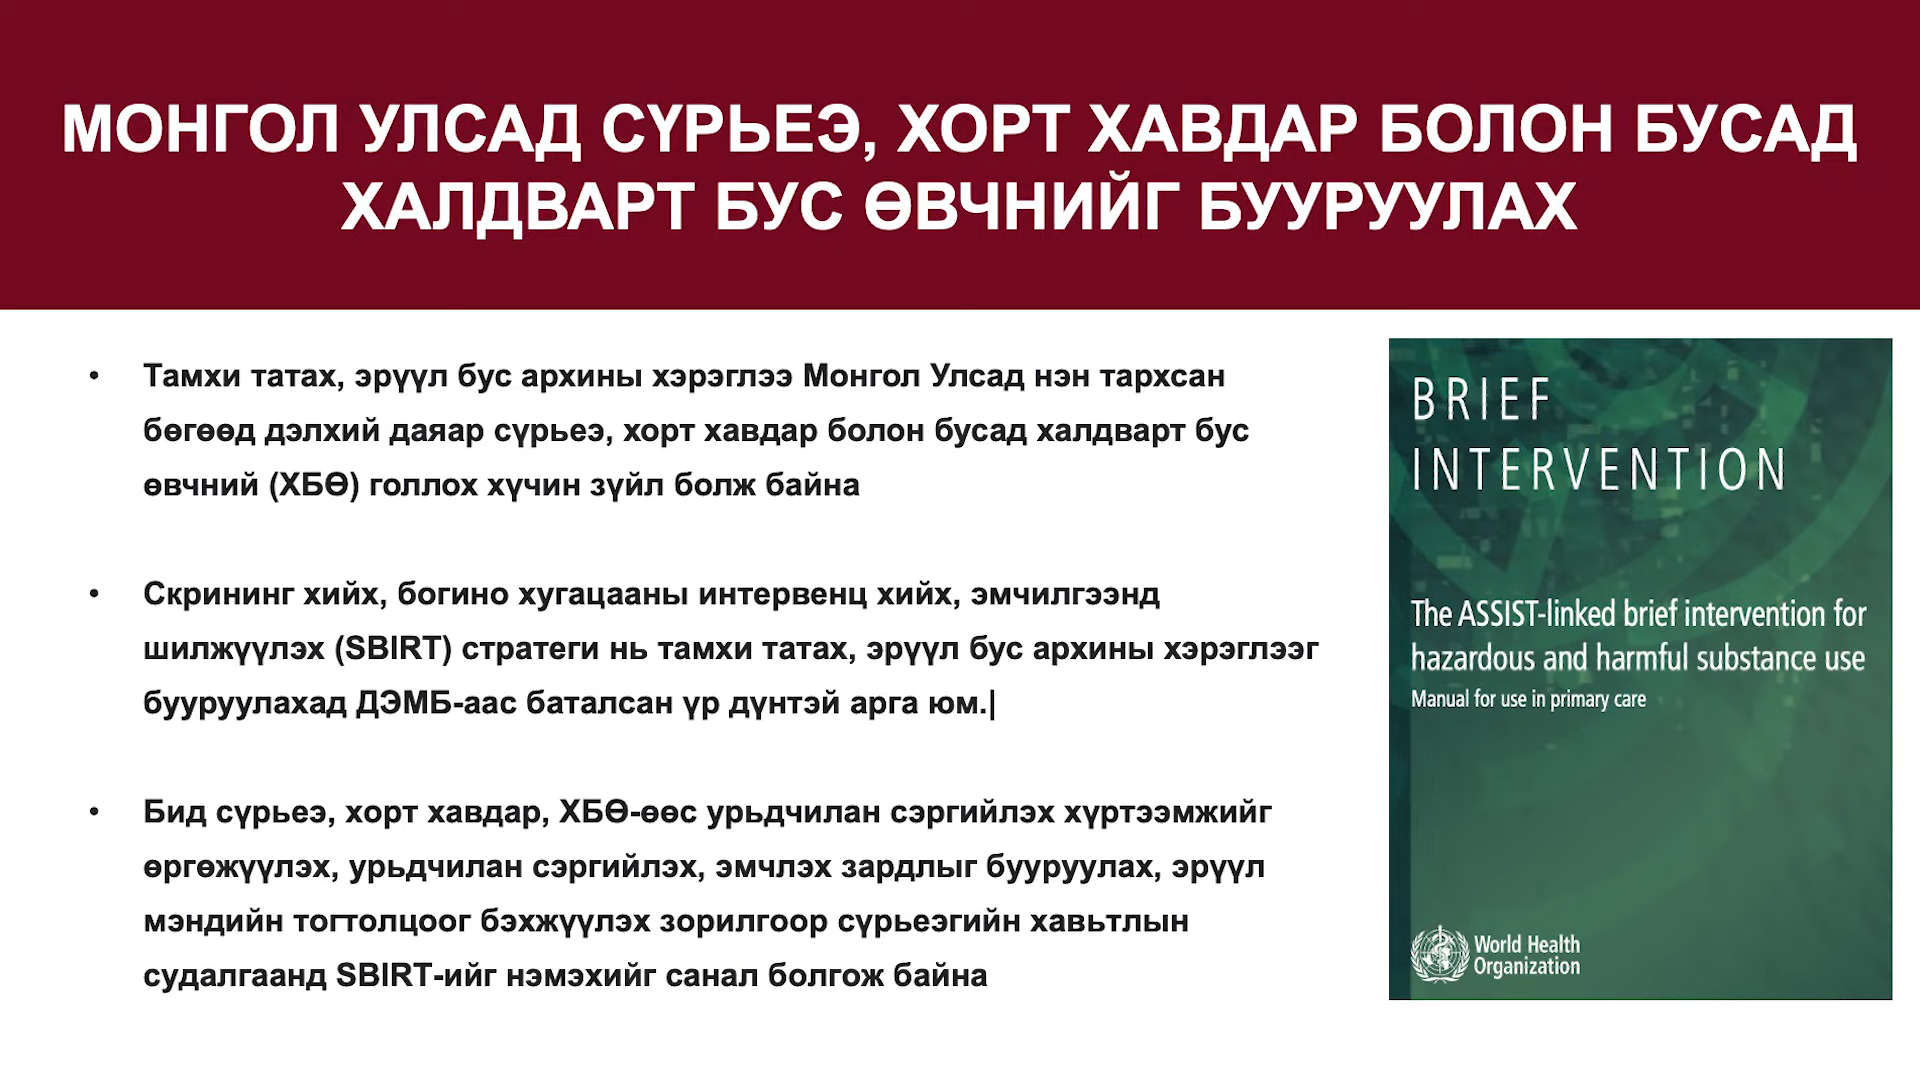 МОНГОЛ УЛСАД СҮРЬЕЭ, ХОРТ ХАВДАР БОЛОН БУСАД
ХАЛДВАРТ БУС ӨВЧНИЙГ БУУРУУЛАХ
• Тамхи татах, эрүүл бус архины хэрэглээ Монгол Улсад нэн тархсан
бөгөөд дэлхий даяар сүрьеэ, хорт хавдар болон бусад халдварт бус
өвчний (ХБӨ) голлох хүчин зүйл болж байна
• Скрининг хийх, богино хугацааны интервенц хийх, эмчилгээнд
шилжүүлэх (SBIRT) стратеги нь тамхи татах, эрүүл бус архины хэрэглээг
бууруулахад ДЭМБ-аас баталсан үр дүнтэй арга юм.
• Бид сүрьеэ, хорт хавдар, ХБӨ-өөс урьдчилан сэргийлэх хүртээмжийг
өргөжүүлэх, урьдчилан сэргийлэх, эмчлэх зардлыг бууруулах, эрүүл
мэндийн тогтолцоог бэхжүүлэх зорилгоор сүрьеэгийн хавьтлын
судалгаанд SBIRT-ийг нэмэхийг санал болгож байна
BRIEF
INTERVENTION
The ASSIST-linked brief intervention for
hazardous and harmful substance use
Manual for use in primary care
World Health
Organization